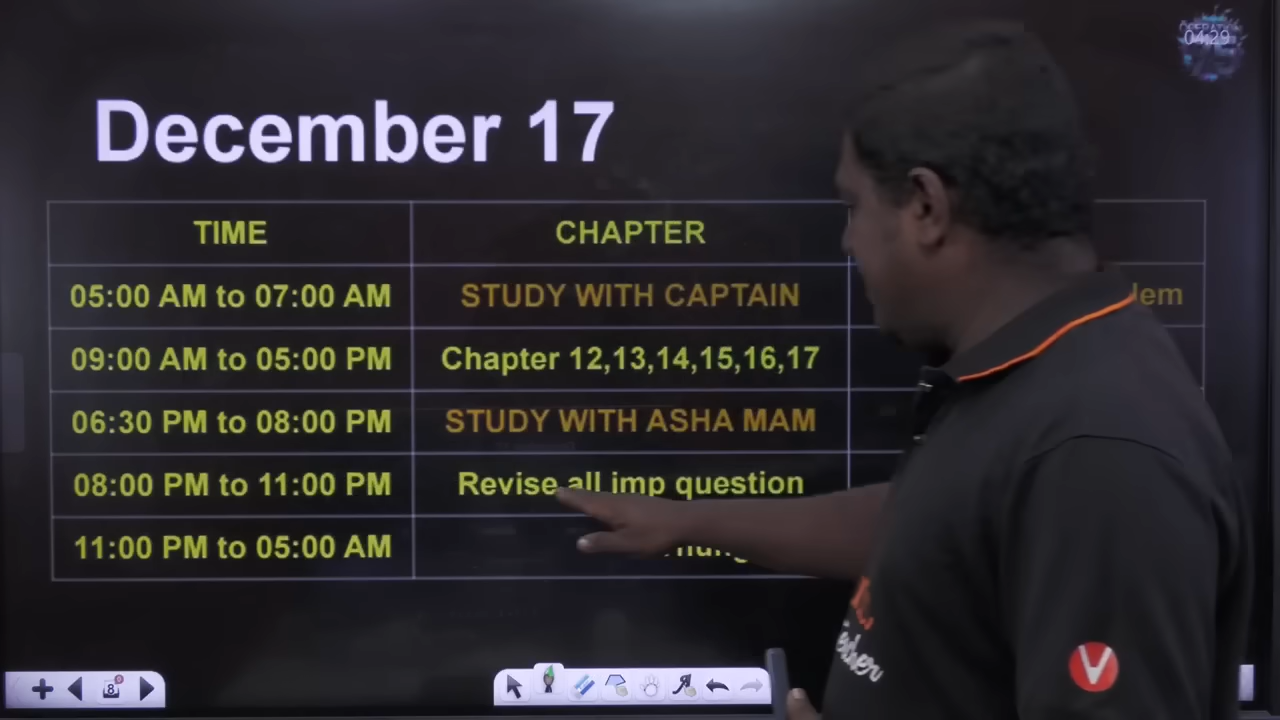 04:29
December 17
TIME CHAPTER
05:00 AM to 07:00 AM STUDY WITH CAPTAIN
09:00 AM to 05:00 PM Chapter 12,13,14,15,16,17
06:30 PM to 08:00 PM STUDY WITH ASHA MAM
08:00 PM to 11:00 PM Revise all imp question
11:00 PM to 05:00 AM
8
V